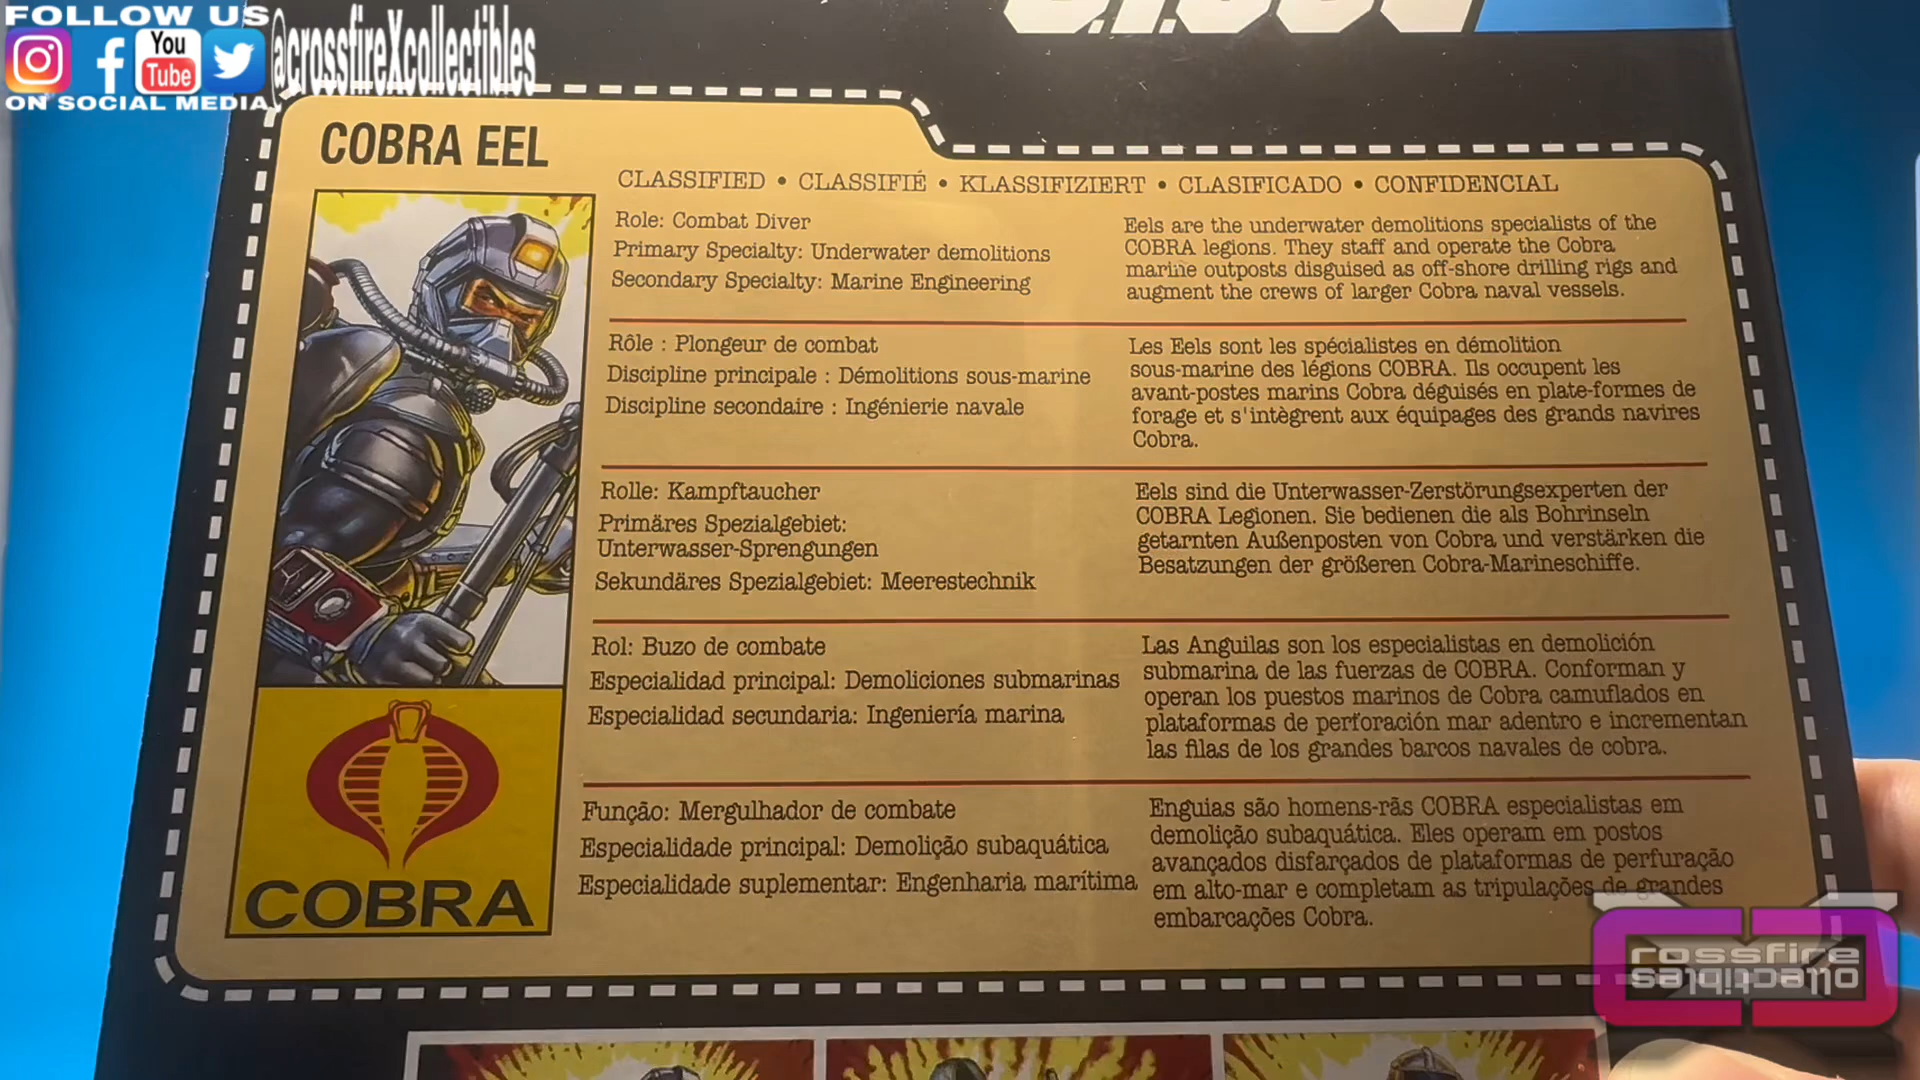 FOLLOW US
You
Tube
@crossfireXcollectibles
ON SOCIAL MEDIA
G.I. JOE
COBRA EEL
CLASSIFIED • CLASSIFIÉ • KLASSIFIZIERT • CLASIFICADO • CONFIDENCIAL
Role: Combat Diver
Primary Specialty: Underwater demolitions
Secondary Specialty: Marine Engineering
Eels are the underwater demolitions specialists of the
COBRA legions. They staff and operate the Cobra
marine outposts disguised as off-shore drilling rigs and
augment the crews of larger Cobra naval vessels.
Rôle : Plongeur de combat
Discipline principale : Démolitions sous-marine
Discipline secondaire : Ingénierie navale
Les Eels sont les spécialistes en démolition
sous-marine des légions COBRA. Ils occupent les
avant-postes marins Cobra déguisés en plate-formes de
forage et s'intègrent aux équipages des grands navires
Cobra.
Rolle: Kampftaucher
Primäres Spezialgebiet:
Unterwasser-Sprengungen
Sekundäres Spezialgebiet: Meerestechnik
Eels sind die Unterwasser-Zerstörungsexperten der
COBRA Legionen. Sie bedienen die als Bohrinseln
getarnten Außenposten von Cobra und verstärken die
Besatzungen der größeren Cobra-Marineschiffe.
Rol: Buzo de combate
Especialidad principal: Demoliciones submarinas
Especialidad secundaria: Ingeniería marina
Las Anguilas son los especialistas en demolición
submarina de las fuerzas de COBRA. Conforman y
operan los puestos marinos de Cobra camuflados en
plataformas de perforación mar adentro e incrementan
las filas de los grandes barcos navales de cobra.
Função: Mergulhador de combate
Especialidade principal: Demolição subaquática
Especialidade suplementar: Engenharia marítima
Enguias são homens-rãs COBRA especialistas em
demolição subaquática. Eles operam em postos
avançados disfarçados de plataformas de perfuração
em alto-mar e completam as tripulações de grandes
embarcações Cobra.
COBRA
Crossfire
Collectibles